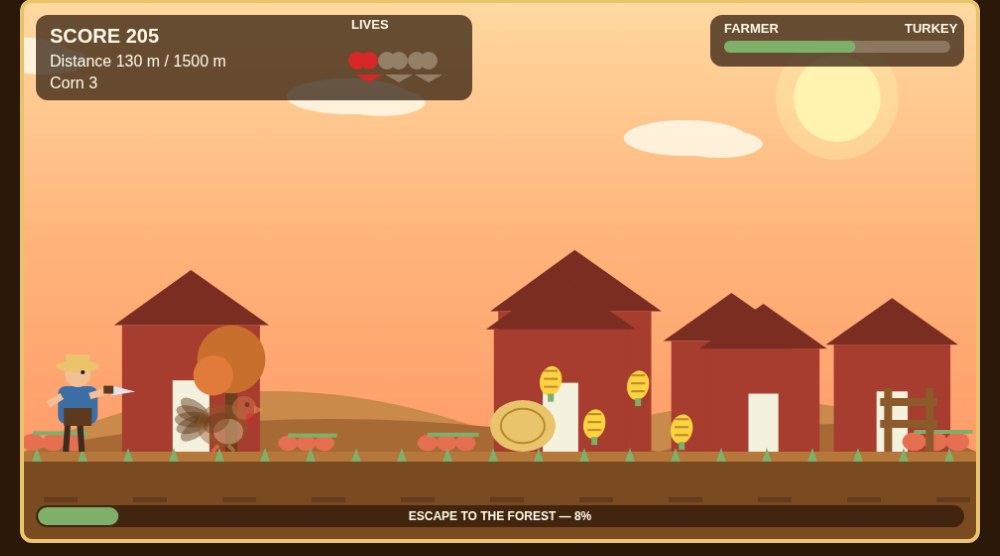 SCORE 205
Distance 130 m / 1500 m
Corn 3
LIVES
FARMER
TURKEY
ESCAPE TO THE FOREST — 8%